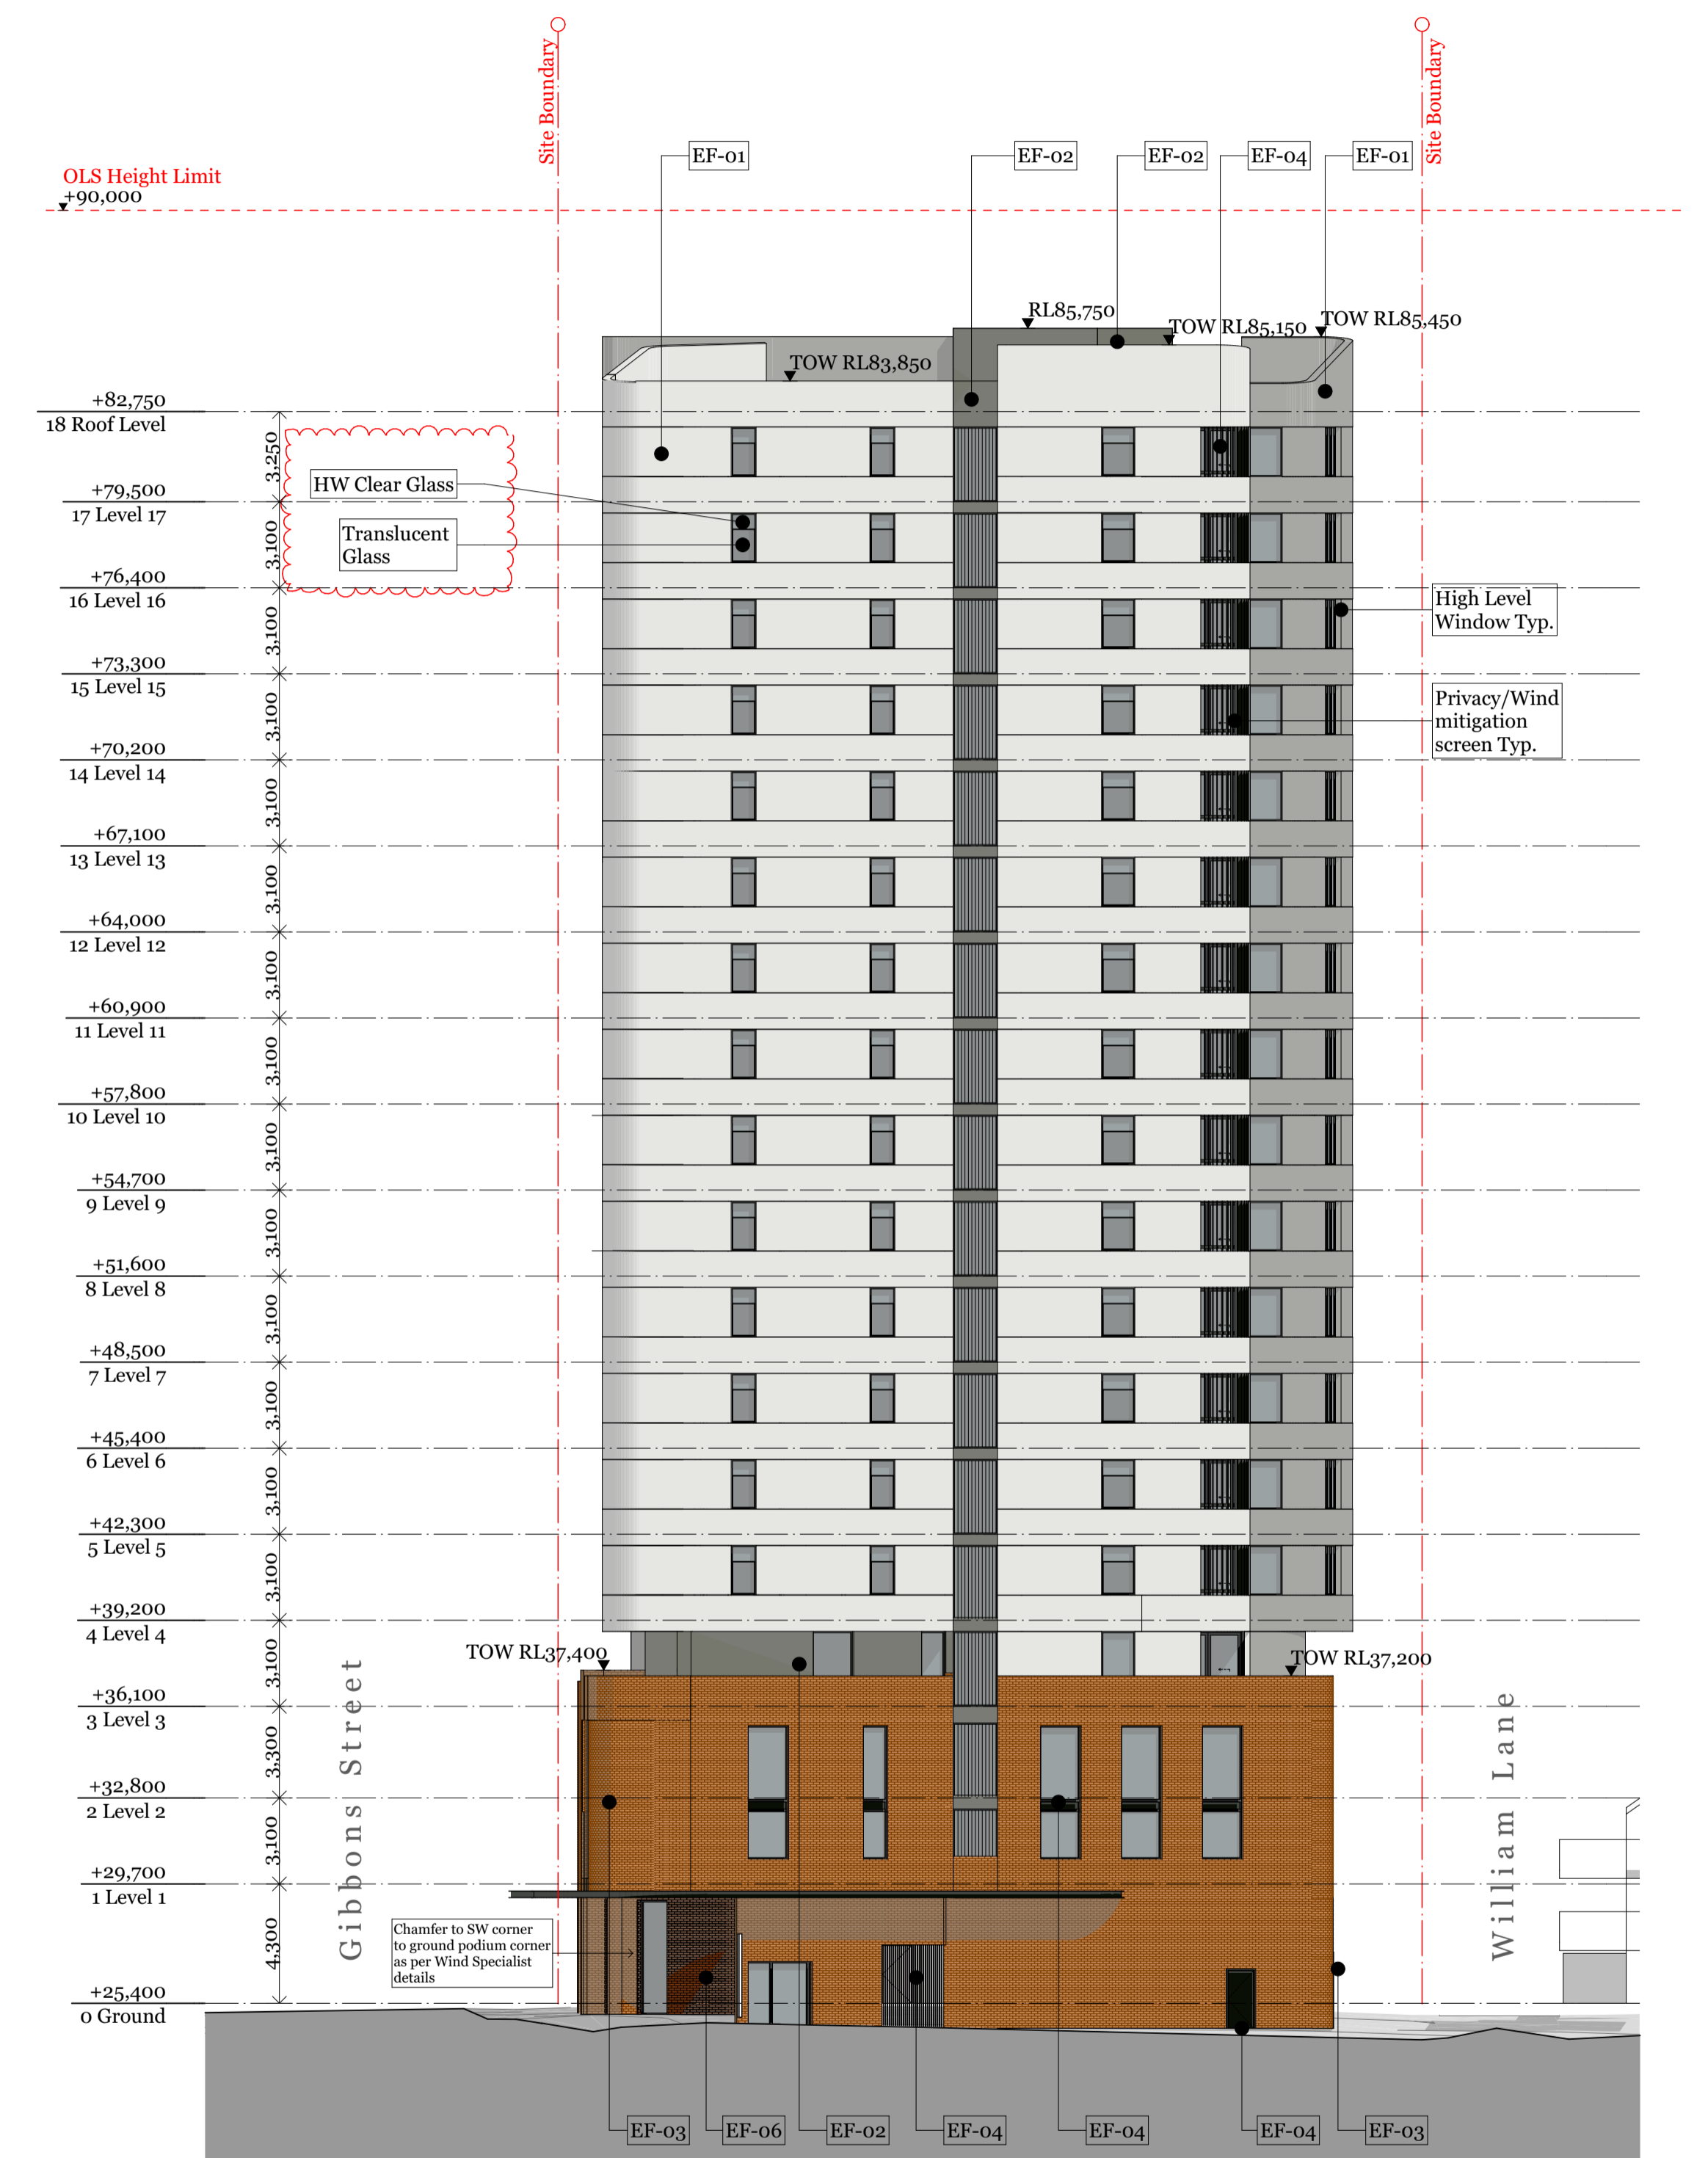 Site Boundary
Site Boundary
EF-01
EF-02
EF-02
EF-04
EF-01
OLS Height Limit
+90,000
RL85,750
TOW RL85,150
TOW RL85,450
TOW RL83,850
+82,750
18 Roof Level
3,250
HW Clear Glass
+79,500
17 Level 17
Translucent
Glass
3,100
+76,400
16 Level 16
High Level
Window Typ.
3,100
+73,300
15 Level 15
Privacy/Wind
mitigation
screen Typ.
3,100
+70,200
14 Level 14
3,100
+67,100
13 Level 13
3,100
+64,000
12 Level 12
3,100
+60,900
11 Level 11
3,100
+57,800
10 Level 10
3,100
+54,700
9 Level 9
3,100
+51,600
8 Level 8
3,100
+48,500
7 Level 7
3,100
+45,400
6 Level 6
3,100
+42,300
5 Level 5
3,100
+39,200
4 Level 4
3,100
TOW RL37,400
TOW RL37,200
+36,100
3 Level 3
3,300
+32,800
2 Level 2
3,100
+29,700
1 Level 1
4,300
Gibbons Street
William Lane
Chamfer to SW corner
to ground podium corner
as per Wind Specialist
details
+25,400
0 Ground
EF-03
EF-06
EF-02
EF-04
EF-04
EF-04
EF-03